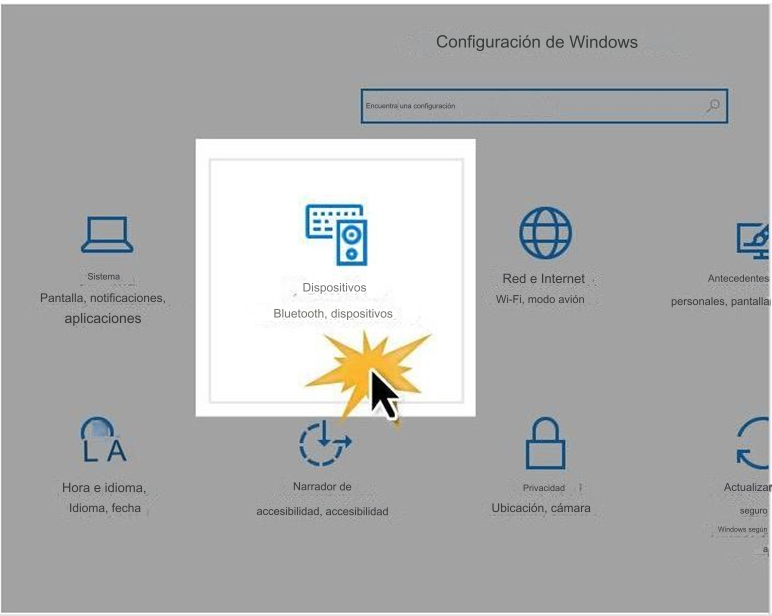 Configuración de Windows
Encuentra una configuración
Sistema
Pantalla, notificaciones,
aplicaciones
Dispositivos
Bluetooth, dispositivos
Red e Internet
Wi-Fi, modo avión
Antecedentes
personales, pantalla
L A
Hora e idioma,
Idioma, fecha
Narrador de
accesibilidad, accesibilidad
Privacidad
Ubicación, cámara
Actualizar
seguro
Windows según
a